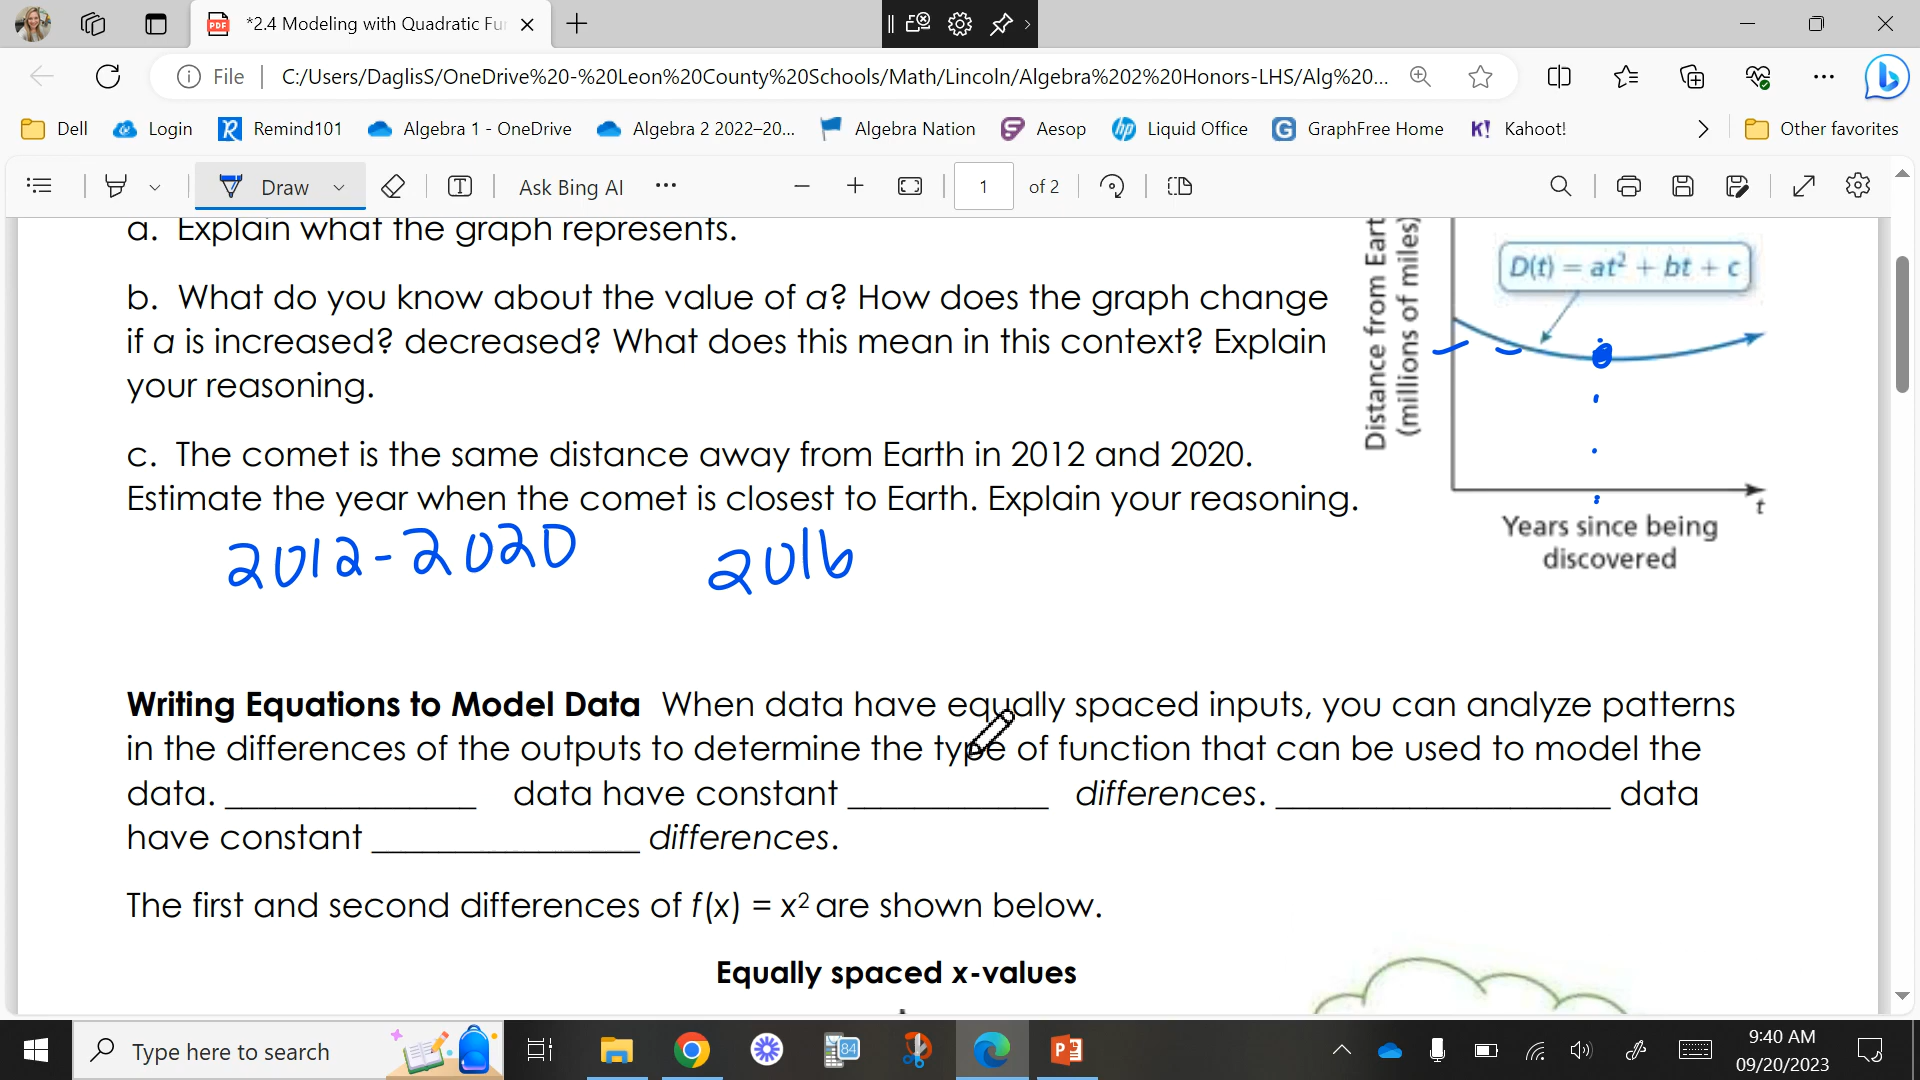 *2.4 Modeling with Quadratic Fu
File
C:/Users/DaglisS/OneDrive%20-%20Leon%20County%20Schools/Math/Lincoln/Algebra%202%20Honors-LHS/Alg%20...
Dell
Login
Remind101
Algebra 1 - OneDrive
Algebra 2 2022–20...
Algebra Nation
Aesop
Liquid Office
GraphFree Home
Kahoot!
Other favorites
Draw
Ask Bing AI
1
of 2
a. Explain what the graph represents.
b. What do you know about the value of a? How does the graph change
if a is increased? decreased? What does this mean in this context? Explain
your reasoning.
c. The comet is the same distance away from Earth in 2012 and 2020.
Estimate the year when the comet is closest to Earth. Explain your reasoning.
2012-2020 2016
Distance from Eart
(millions of miles)
D(t) = at² + bt + c
t
Years since being
discovered
Writing Equations to Model Data When data have equally spaced inputs, you can analyze patterns
in the differences of the outputs to determine the type of function that can be used to model the
data. ______________ data have constant ___________ differences. __________________ data
have constant ______________ differences.
The first and second differences of f(x) = x² are shown below.
Equally spaced x-values
Type here to search
84
9:40 AM
09/20/2023